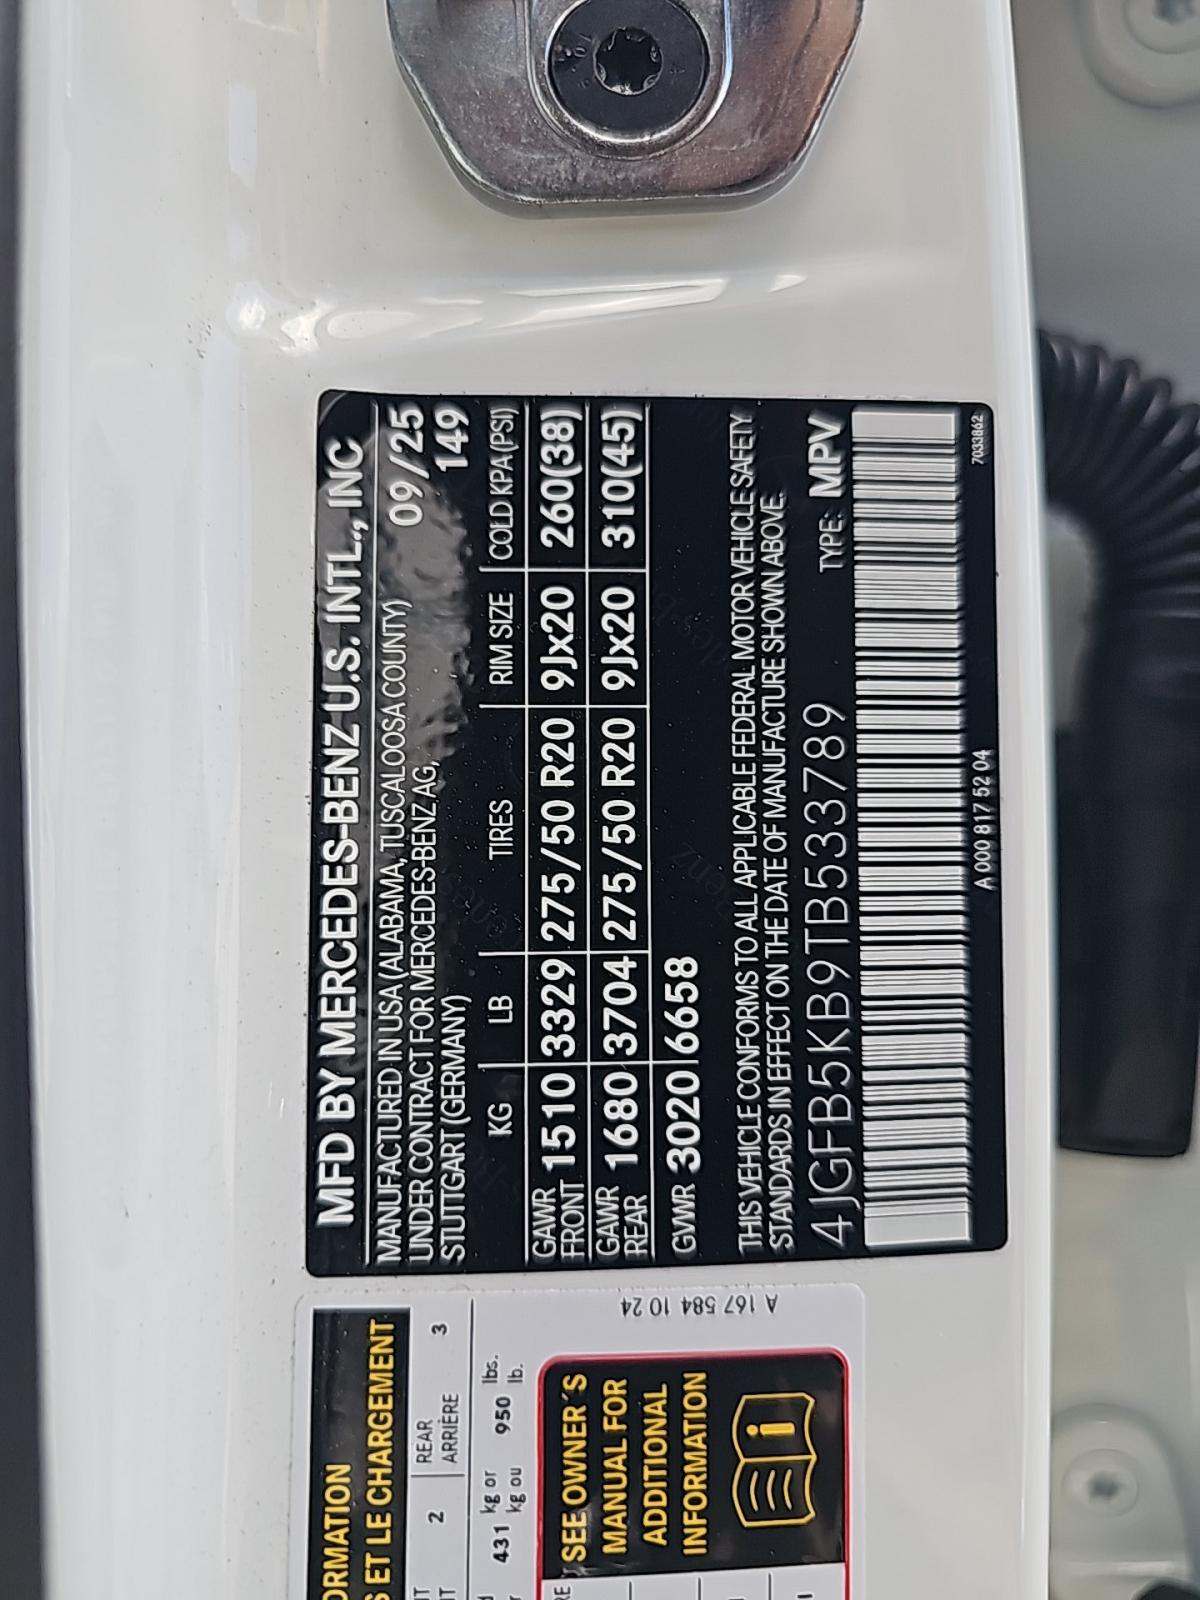 MFD BY MERCEDES-BENZ U.S. INTL., INC
MANUFACTURED IN USA (ALABAMA, TUSCALOOSA COUNTY) 09/25
UNDER CONTRACT FOR MERCEDES-BENZ AG, 149
STUTTGART (GERMANY)
KG LB TIRES RIM SIZE COLD KPA (PSI)
GAWR FRONT 1510 3329 275/50 R20 9Jx20 260(38)
GAWR REAR 1680 3704 275/50 R20 9Jx20 310(45)
GVWR 3020 6658
THIS VEHICLE CONFORMS TO ALL APPLICABLE FEDERAL MOTOR VEHICLE SAFETY
STANDARDS IN EFFECT ON THE DATE OF MANUFACTURE SHOWN ABOVE.
4JGFB5KB9TB533789 TYPE: MPV
A 000 817 52 04 7033862
ORMATION
S ET LE CHARGEMENT
2 REAR ARRIÈRE 3
431 kg or 950 lbs.
kg ou lb.
SEE OWNER'S
MANUAL FOR
ADDITIONAL
INFORMATION
A 167 584 10 24